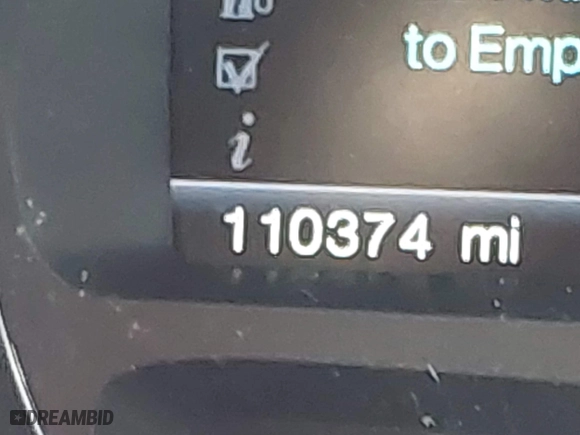 to Emp
i
110374 mi
DREAMBID